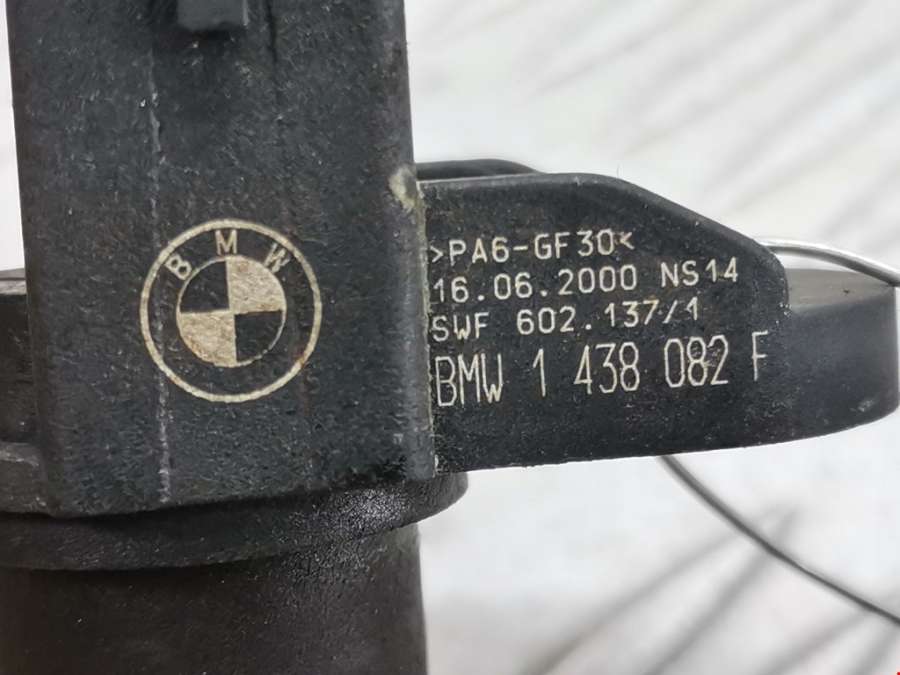 BMW
>PA6-GF30<
16.06.2000 NS14
SWF 602.137/1
BMW 1 438 082 F